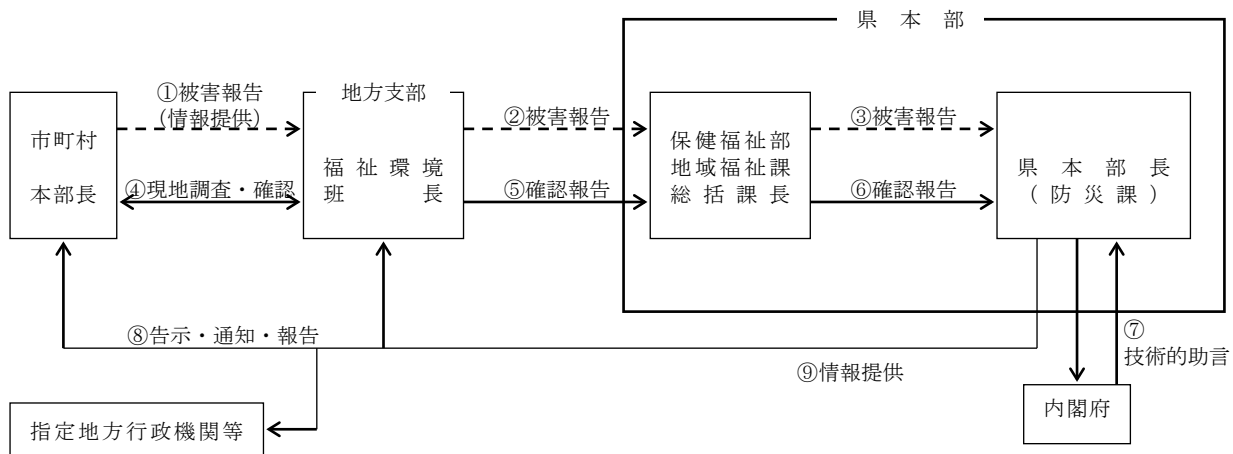 県 本 部
①被害報告
(情報提供)
地方支部
②被害報告
③被害報告
市町村
本部長
福 祉 環 境
班 長
保健福祉部
地域福祉課
総括課長
県 本 部 長
( 防 災 課 )
④現地調査・確認
⑤確認報告
⑥確認報告
⑧告示・通知・報告
⑦
技術的助言
⑨情報提供
内閣府
指定地方行政機関等